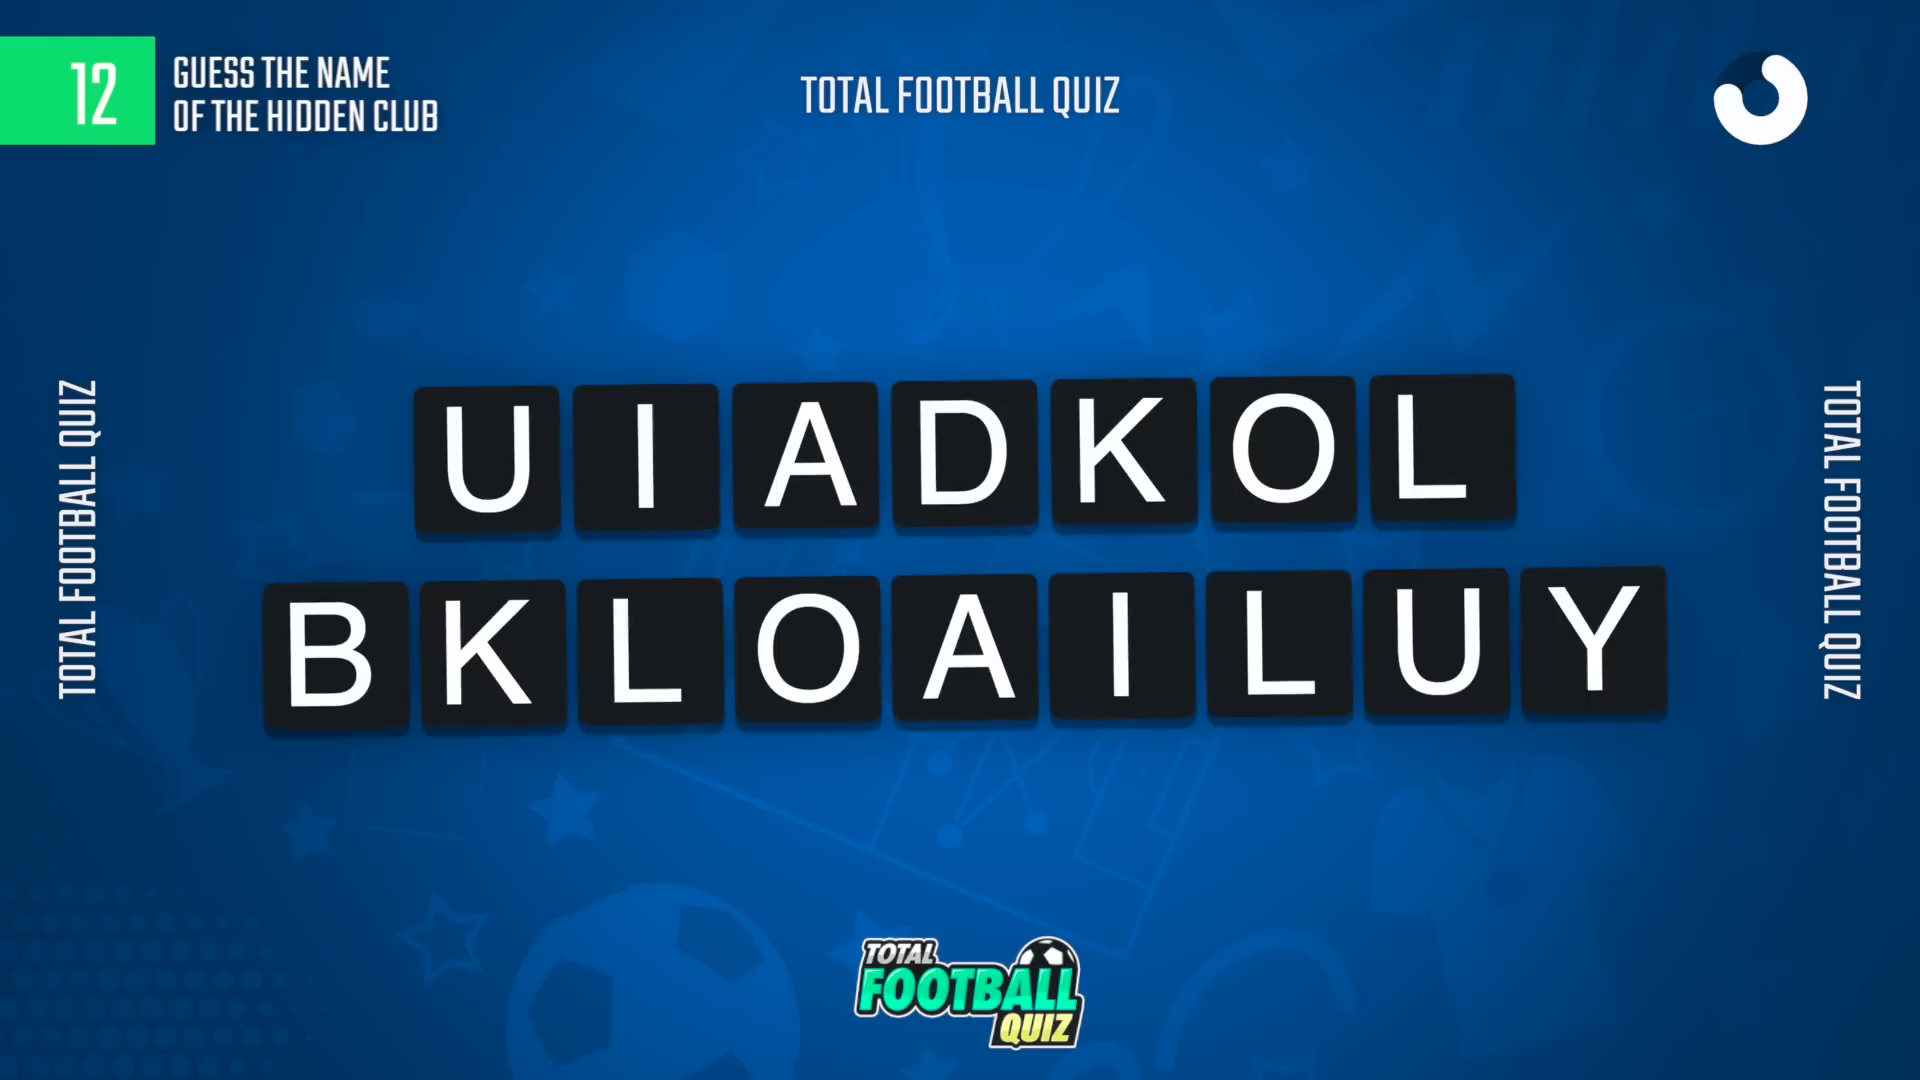 12
GUESS THE NAME
OF THE HIDDEN CLUB
TOTAL FOOTBALL QUIZ
TOTAL FOOTBALL QUIZ
TOTAL FOOTBALL QUIZ
UIADKOL
BKLOAILUY
TOTAL
FOOTBALL
QUIZ